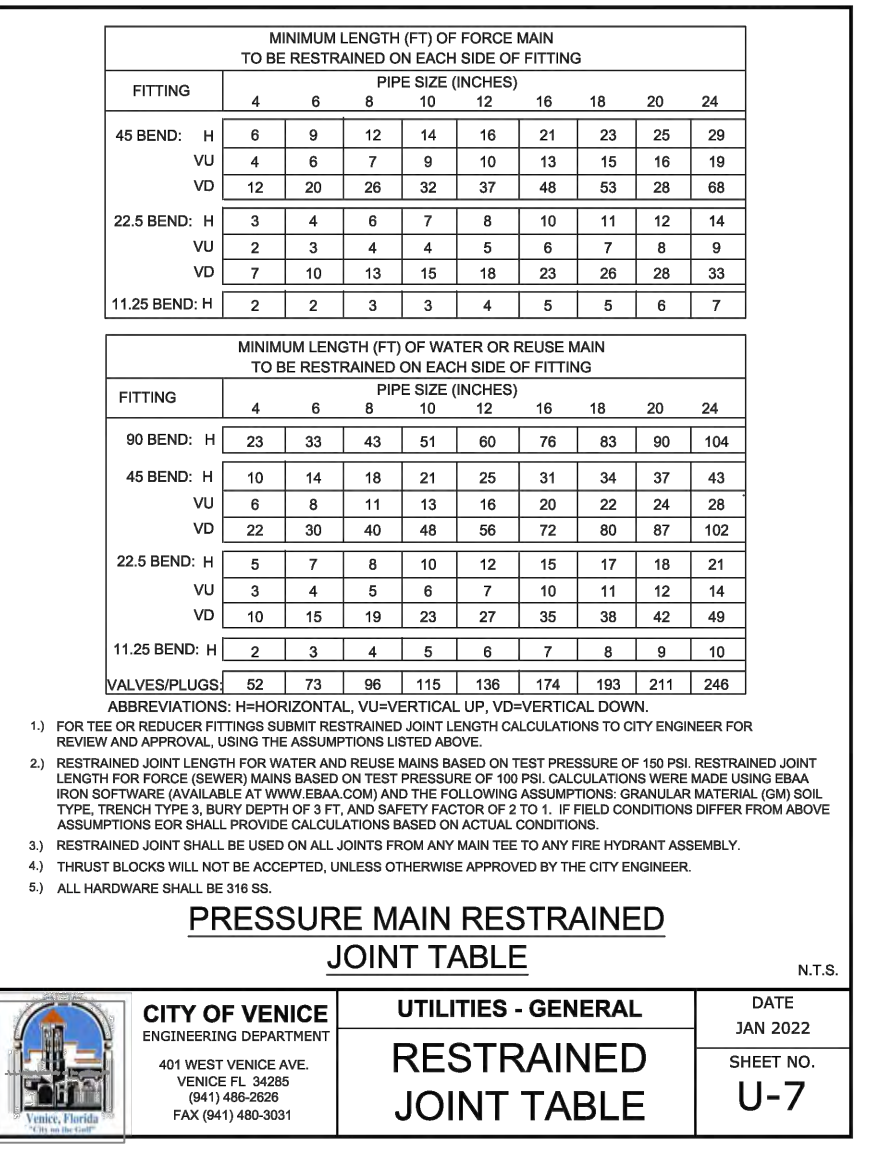 MINIMUM LENGTH (FT) OF FORCE MAIN
TO BE RESTRAINED ON EACH SIDE OF FITTING
FITTING
PIPE SIZE (INCHES)
4 6 8 10 12 16 18 20 24
45 BEND: H 6 9 12 14 16 21 23 25 29
VU 4 6 7 9 10 13 15 16 19
VD 12 20 26 32 37 48 53 28 68
22.5 BEND: H 3 4 6 7 8 10 11 12 14
VU 2 3 4 4 5 6 7 8 9
VD 7 10 13 15 18 23 26 28 33
11.25 BEND: H 2 2 3 3 4 5 5 6 7
MINIMUM LENGTH (FT) OF WATER OR REUSE MAIN
TO BE RESTRAINED ON EACH SIDE OF FITTING
FITTING
PIPE SIZE (INCHES)
4 6 8 10 12 16 18 20 24
90 BEND: H 23 33 43 51 60 76 83 90 104
45 BEND: H 10 14 18 21 25 31 34 37 43
VU 6 8 11 13 16 20 22 24 28
VD 22 30 40 48 56 72 80 87 102
22.5 BEND: H 5 7 8 10 12 15 17 18 21
VU 3 4 5 6 7 10 11 12 14
VD 10 15 19 23 27 35 38 42 49
11.25 BEND: H 2 3 4 5 6 7 8 9 10
VALVES/PLUGS: 52 73 96 115 136 174 193 211 246
ABBREVIATIONS: H=HORIZONTAL, VU=VERTICAL UP, VD=VERTICAL DOWN.
1.) FOR TEE OR REDUCER FITTINGS SUBMIT RESTRAINED JOINT LENGTH CALCULATIONS TO CITY ENGINEER FOR
REVIEW AND APPROVAL, USING THE ASSUMPTIONS LISTED ABOVE.
2.) RESTRAINED JOINT LENGTH FOR WATER AND REUSE MAINS BASED ON TEST PRESSURE OF 150 PSI. RESTRAINED JOINT
LENGTH FOR FORCE (SEWER) MAINS BASED ON TEST PRESSURE OF 100 PSI. CALCULATIONS WERE MADE USING EBAA
IRON SOFTWARE (AVAILABLE AT WWW.EBAA.COM) AND THE FOLLOWING ASSUMPTIONS: GRANULAR MATERIAL (GM) SOIL
TYPE, TRENCH TYPE 3, BURY DEPTH OF 3 FT, AND SAFETY FACTOR OF 2 TO 1. IF FIELD CONDITIONS DIFFER FROM ABOVE
ASSUMPTIONS EOR SHALL PROVIDE CALCULATIONS BASED ON ACTUAL CONDITIONS.
3.) RESTRAINED JOINT SHALL BE USED ON ALL JOINTS FROM ANY MAIN TEE TO ANY FIRE HYDRANT ASSEMBLY.
4.) THRUST BLOCKS WILL NOT BE ACCEPTED, UNLESS OTHERWISE APPROVED BY THE CITY ENGINEER.
5.) ALL HARDWARE SHALL BE 316 SS.
PRESSURE MAIN RESTRAINED
JOINT TABLE
N.T.S.
Venice, Florida
"City on the Gulf"
CITY OF VENICE
ENGINEERING DEPARTMENT
401 WEST VENICE AVE.
VENICE FL 34285
(941) 486-2626
FAX (941) 480-3031
UTILITIES - GENERAL
RESTRAINED
JOINT TABLE
DATE
JAN 2022
SHEET NO.
U-7